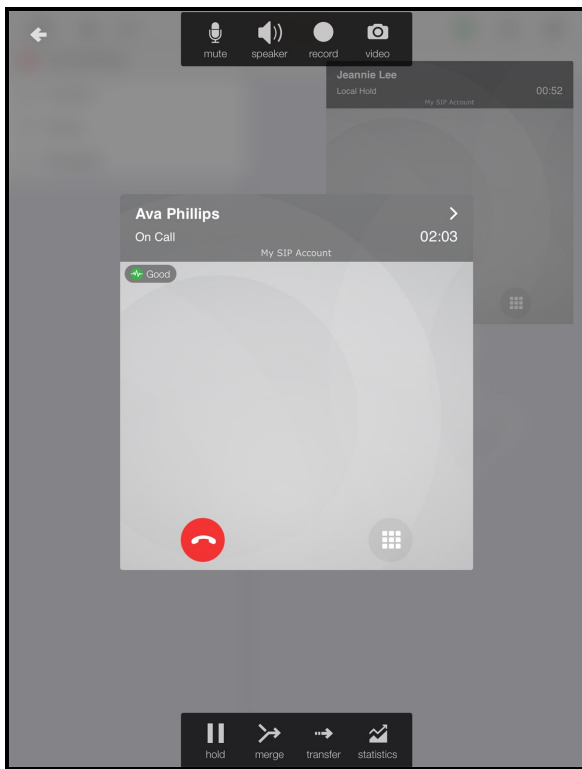 mute speaker record video
Jeannie Lee
Local Hold 00:52
My SIP Account
Ava Phillips
On Call 02:03
My SIP Account
Good
hold merge transfer statistics